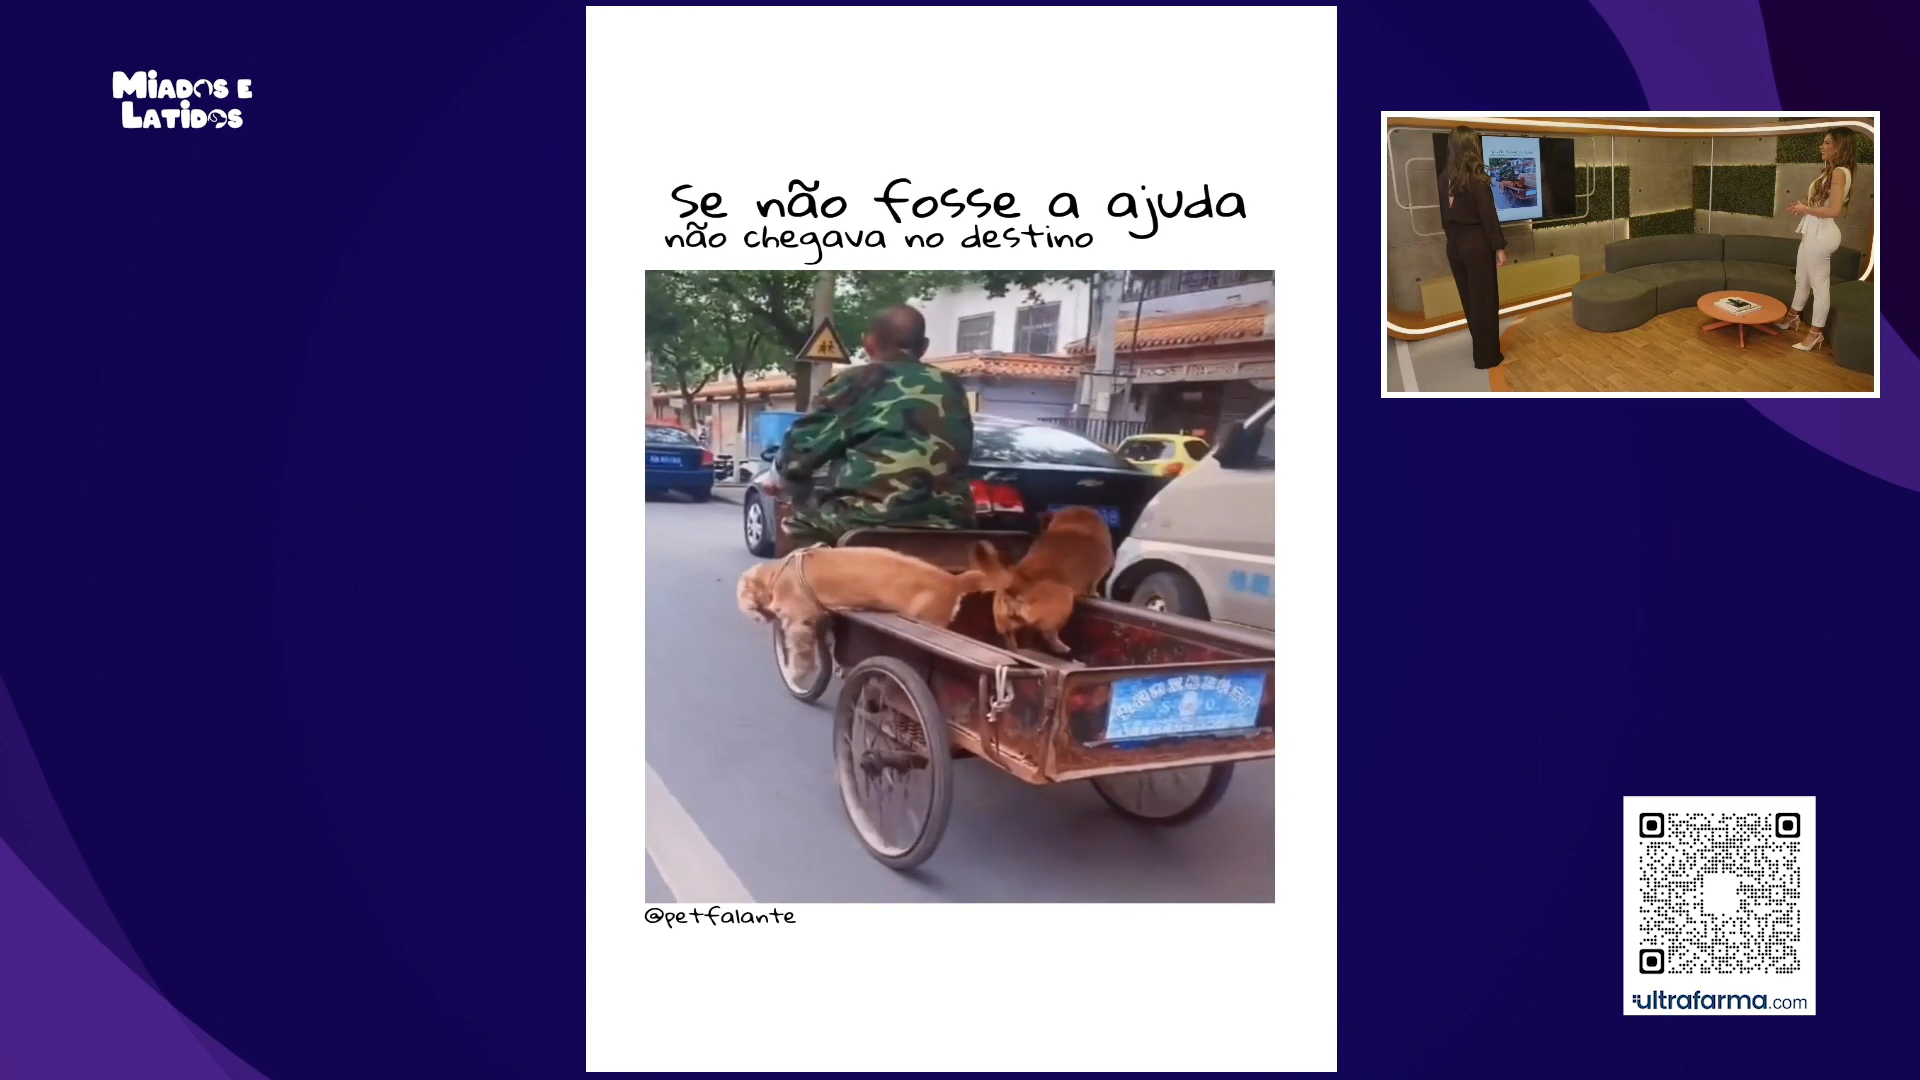 MiADOS E
LATiDOS
Se não fosse a ajuda
não chegava no destino
@petfalante
ultrafarma.com